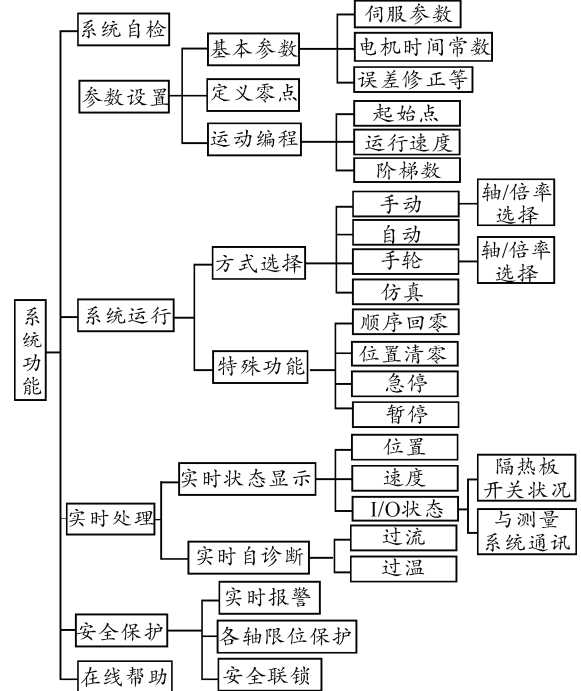 系统功能
系统自检
参数设置
基本参数
伺服参数
电机时间常数
误差修正等
定义零点
运动编程
起始点
运行速度
阶梯数
系统运行
方式选择
手动
轴/倍率
选择
自动
手轮
轴/倍率
选择
仿真
特殊功能
顺序回零
位置清零
急停
暂停
实时处理
实时状态显示
位置
速度
I/O状态
隔热板
开关状况
与测量
系统通讯
实时自诊断
过流
过温
安全保护
实时报警
各轴限位保护
安全联锁
在线帮助